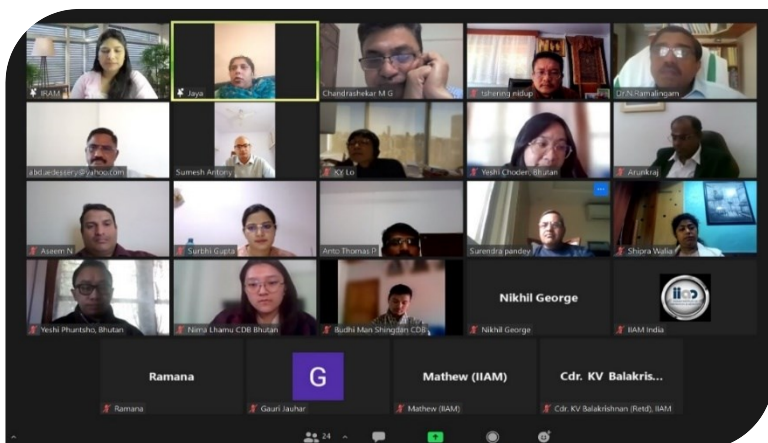 IRAM
Jaya
Chandrashekar M G
tshering nidup
Dr.N.Ramalingam
abduedessery@yahoo.com
Sumesh Antony
KY Lo
Yeshi Choden, Bhutan
Arunkraj
Aseem N
Surbhi Gupta
Anto Thomas P
Surendra pandey
Shipra Walia
Yeshi Phuntsho, Bhutan
Nima Lhamu CDB Bhutan
Budhi Man Shingdan CDB
Nikhil George
Nikhil George
IIAM India
Ramana
Ramana
G
Gauri Jauhar
Mathew (IIAM)
Mathew (IIAM)
Cdr. KV Balakris...
Cdr. KV Balakrishnan (Retd), IIAM
24